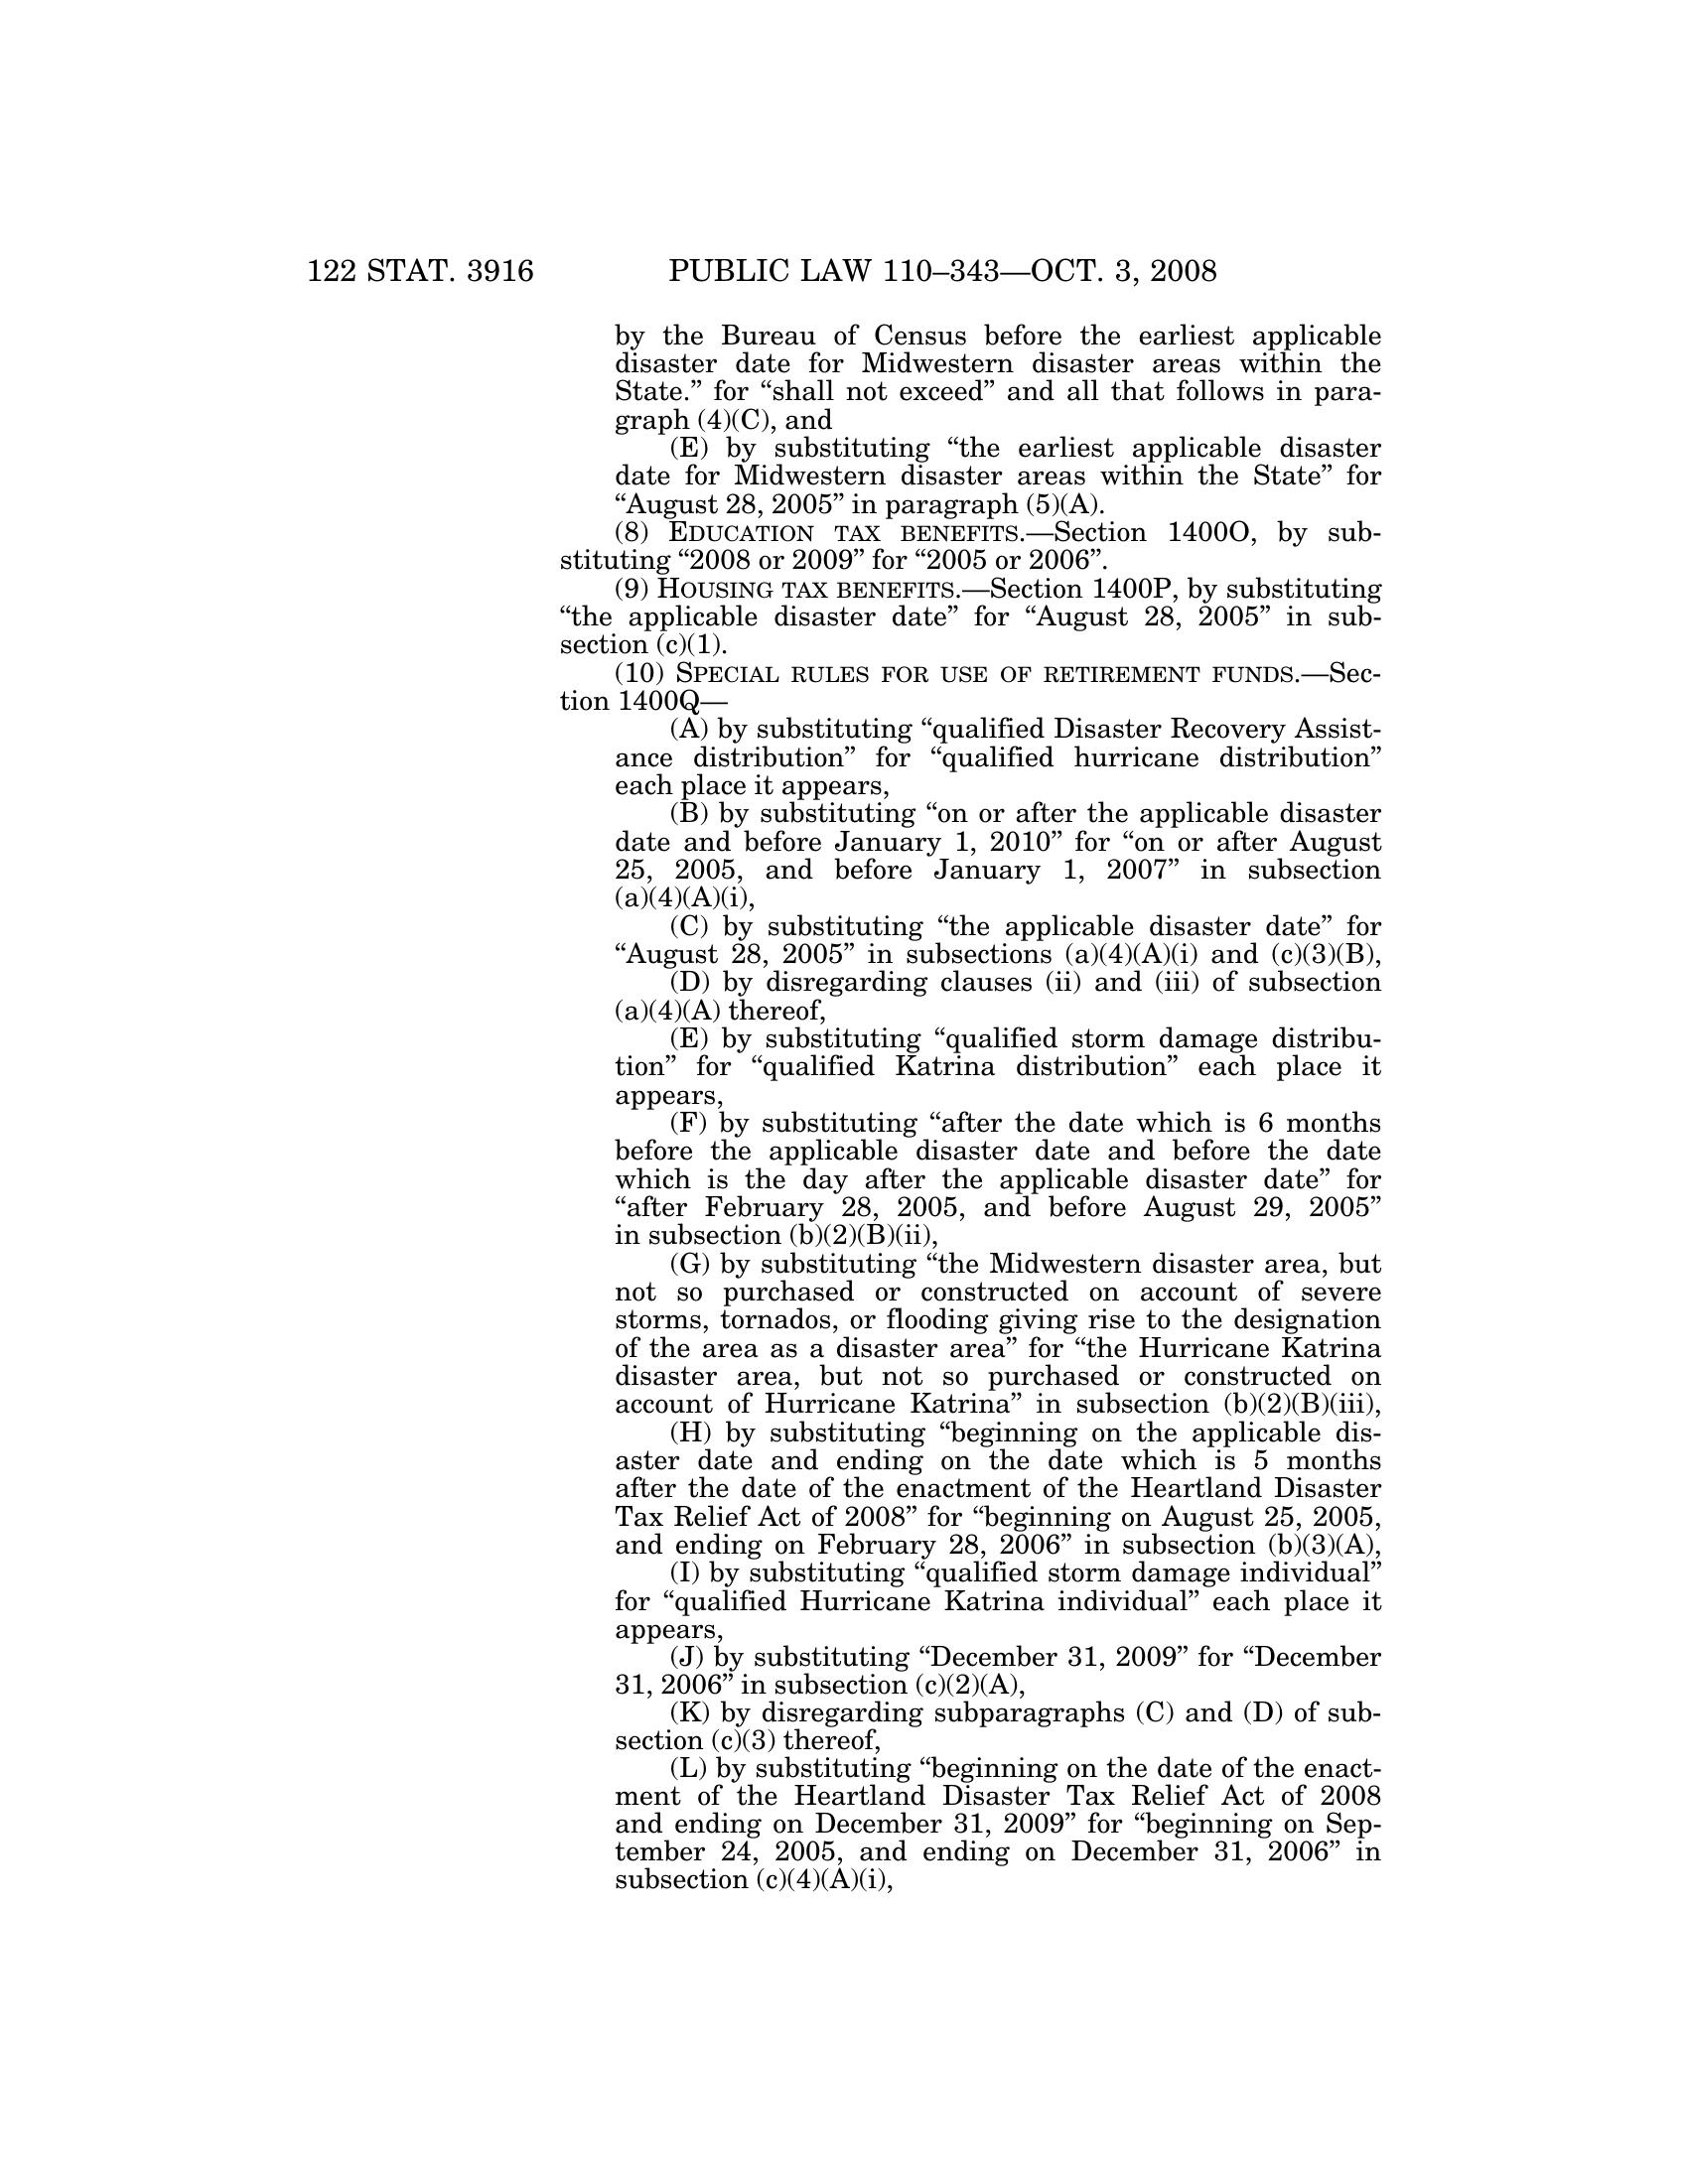 122 STAT. 3916 PUBLIC LAW 110–343—OCT. 3, 2008
by the Bureau of Census before the earliest applicable
disaster date for Midwestern disaster areas within the
State.” for “shall not exceed” and all that follows in para-
graph (4)(C), and
(E) by substituting “the earliest applicable disaster
date for Midwestern disaster areas within the State” for
“August 28, 2005” in paragraph (5)(A).
(8) EDUCATION TAX BENEFITS.—Section 1400O, by sub-
stituting “2008 or 2009” for “2005 or 2006”.
(9) HOUSING TAX BENEFITS.—Section 1400P, by substituting
“the applicable disaster date” for “August 28, 2005” in sub-
section (c)(1).
(10) SPECIAL RULES FOR USE OF RETIREMENT FUNDS.—Sec-
tion 1400Q—
(A) by substituting “qualified Disaster Recovery Assist-
ance distribution” for “qualified hurricane distribution”
each place it appears,
(B) by substituting “on or after the applicable disaster
date and before January 1, 2010” for “on or after August
25, 2005, and before January 1, 2007” in subsection
(a)(4)(A)(i),
(C) by substituting “the applicable disaster date” for
“August 28, 2005” in subsections (a)(4)(A)(i) and (c)(3)(B),
(D) by disregarding clauses (ii) and (iii) of subsection
(a)(4)(A) thereof,
(E) by substituting “qualified storm damage distribu-
tion” for “qualified Katrina distribution” each place it
appears,
(F) by substituting “after the date which is 6 months
before the applicable disaster date and before the date
which is the day after the applicable disaster date” for
“after February 28, 2005, and before August 29, 2005”
in subsection (b)(2)(B)(ii),
(G) by substituting “the Midwestern disaster area, but
not so purchased or constructed on account of severe
storms, tornados, or flooding giving rise to the designation
of the area as a disaster area” for “the Hurricane Katrina
disaster area, but not so purchased or constructed on
account of Hurricane Katrina” in subsection (b)(2)(B)(iii),
(H) by substituting “beginning on the applicable dis-
aster date and ending on the date which is 5 months
after the date of the enactment of the Heartland Disaster
Tax Relief Act of 2008” for “beginning on August 25, 2005,
and ending on February 28, 2006” in subsection (b)(3)(A),
(I) by substituting “qualified storm damage individual”
for “qualified Hurricane Katrina individual” each place it
appears,
(J) by substituting “December 31, 2009” for “December
31, 2006” in subsection (c)(2)(A),
(K) by disregarding subparagraphs (C) and (D) of sub-
section (c)(3) thereof,
(L) by substituting “beginning on the date of the enact-
ment of the Heartland Disaster Tax Relief Act of 2008
and ending on December 31, 2009” for “beginning on Sep-
tember 24, 2005, and ending on December 31, 2006” in
subsection (c)(4)(A)(i),